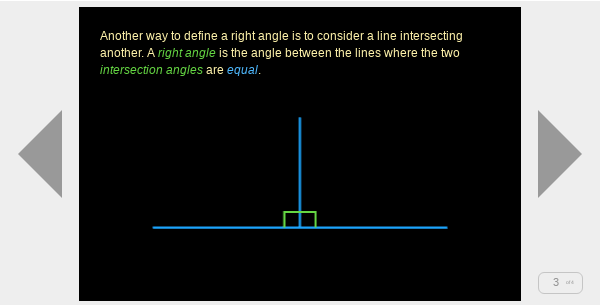 Another way to define a right angle is to consider a line intersecting
another. A right angle is the angle between the lines where the two
intersection angles are equal.
3